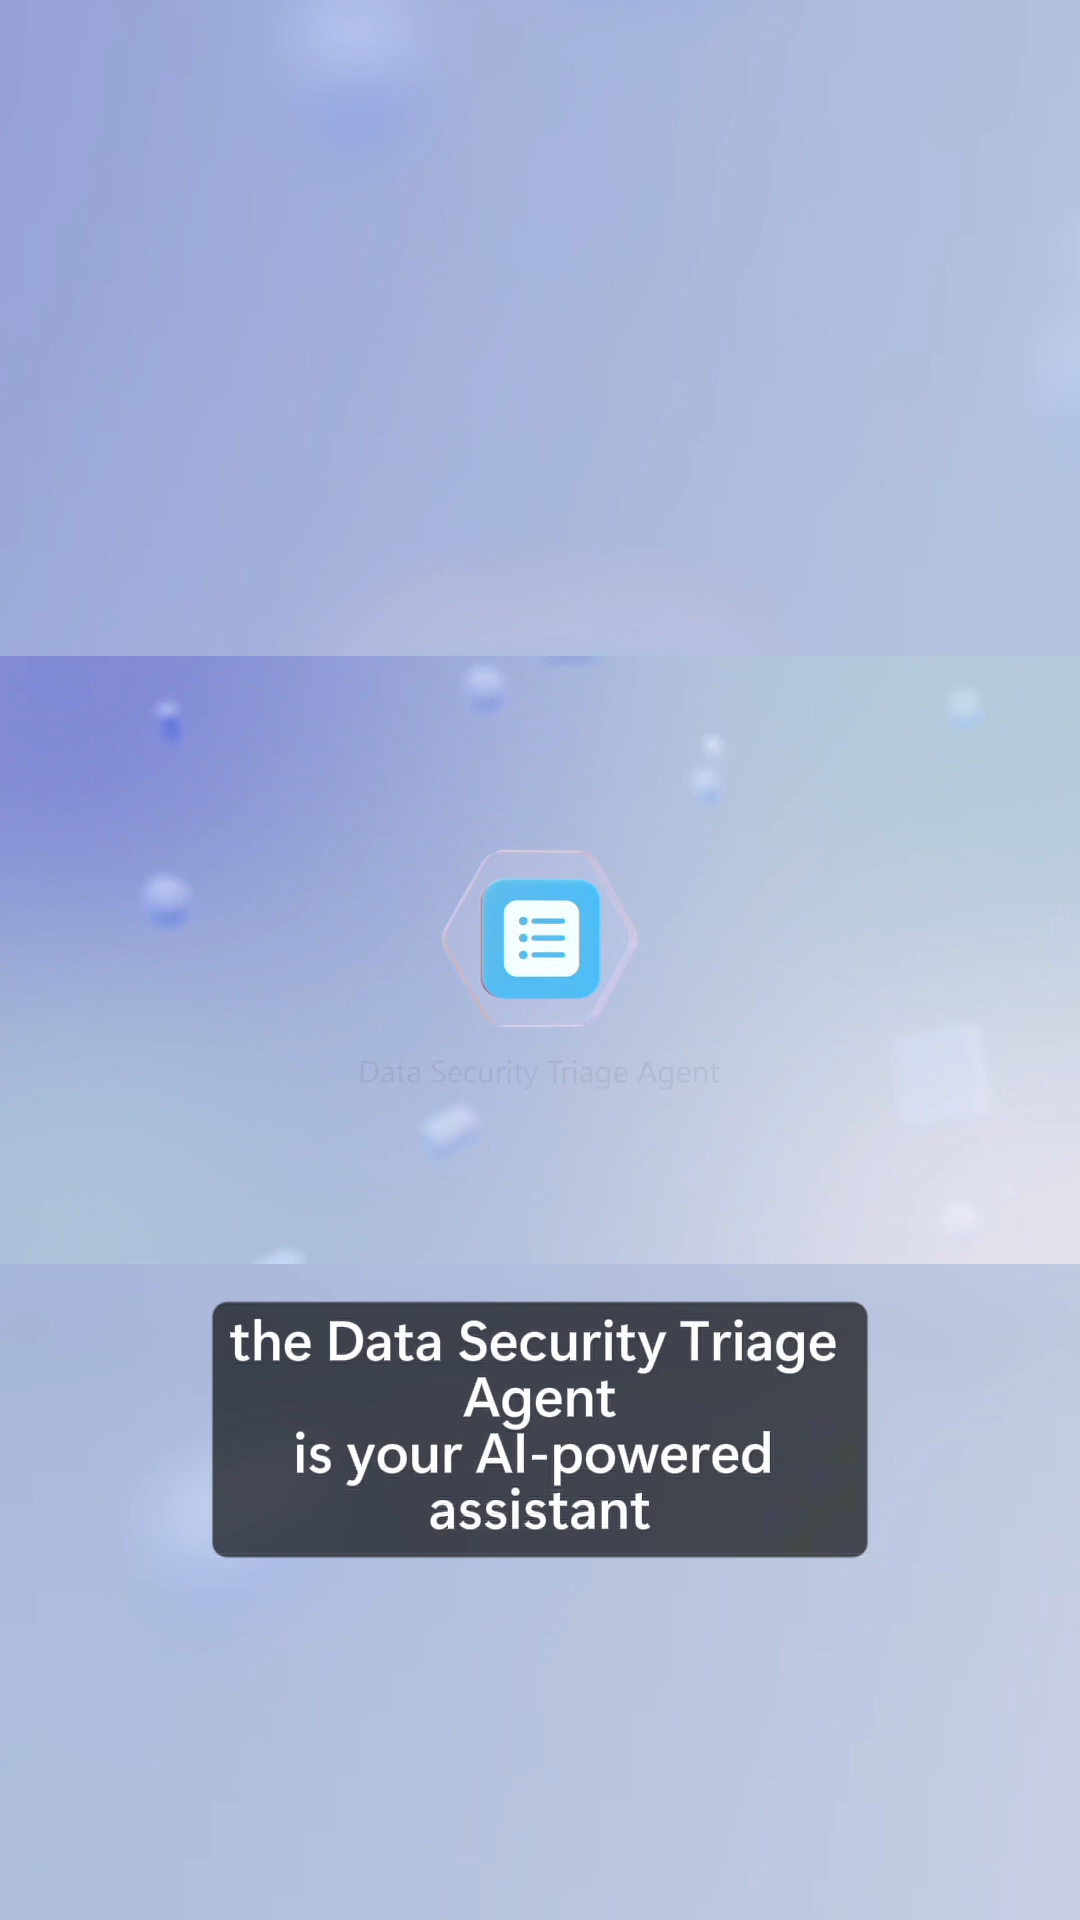 Data Security Triage Agent
the Data Security Triage
Agent
is your AI-powered
assistant